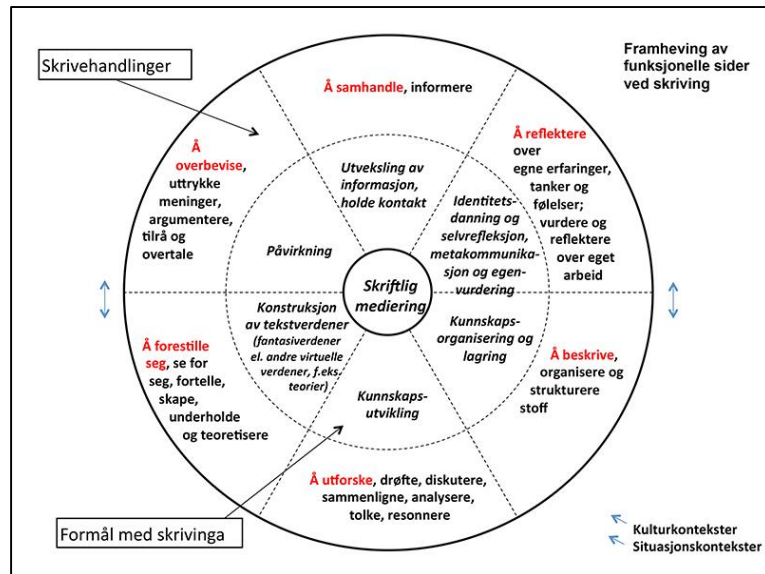 Skrivehandlinger
Framheving av
funksjonelle sider
ved skriving
Å samhandle, informere
Å reflektere
over
egne erfaringer,
tanker og
følelser;
vurdere og
reflektere
over eget
arbeid
Å
overbevise,
uttrykke
meninger,
argumentere,
tilrå og
overtale
Utveksling av
informasjon,
holde kontakt
Identitets-
danning og
selvrefleksjon,
metakommunika-
sjon og egen-
vurdering
Påvirkning
Skriftlig
mediering
Konstruksjon
av tekstverdener
(fantasiverdener
el. andre virtuelle
verdener, f.eks.
teorier)
Kunnskaps-
organisering og
lagring
Å forestille
seg, se for
seg, fortelle,
skape,
underholde
og teoretisere
Å beskrive,
organisere og
strukturere
stoff
Kunnskaps-
utvikling
Å utforske, drøfte, diskutere,
sammenligne, analysere,
tolke, resonnere
Formål med skrivinga
Kulturkontekster
Situasjonskontekster